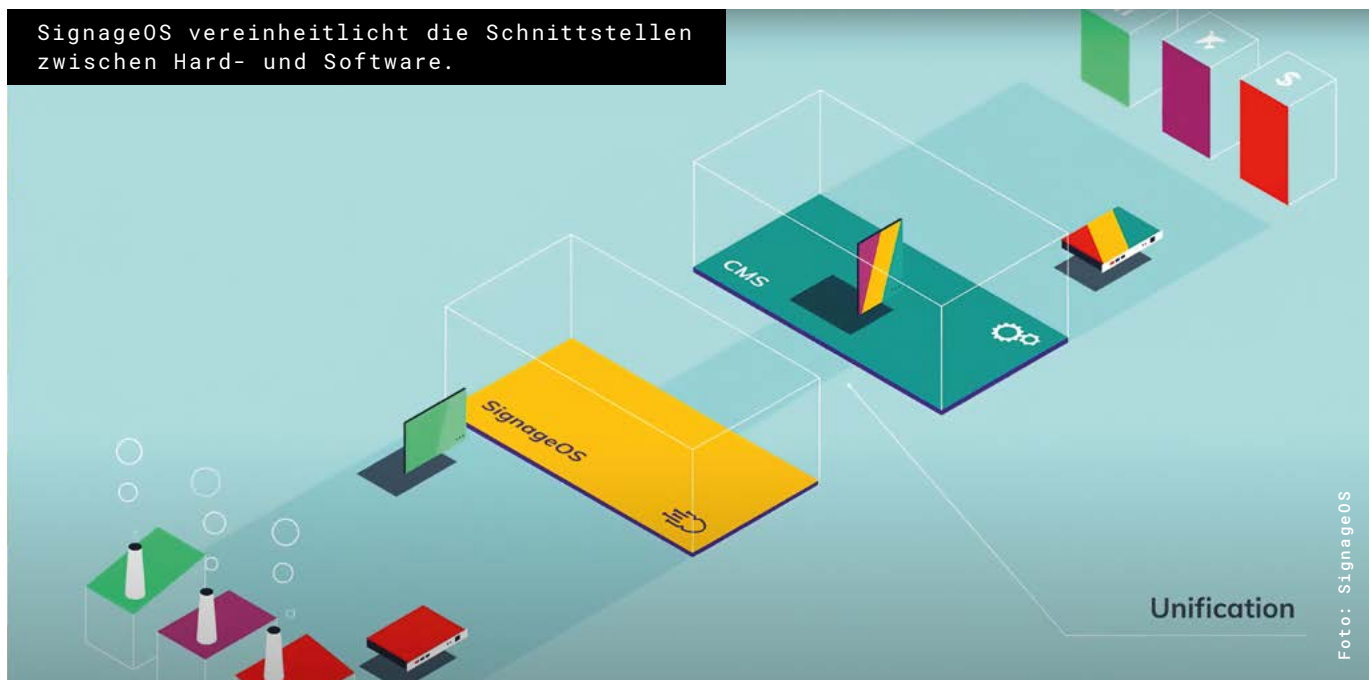 SignageOS vereinheitlicht die Schnittstellen
zwischen Hard- und Software.
$
CMS
SignageOS
Unification
Foto: SignageOS